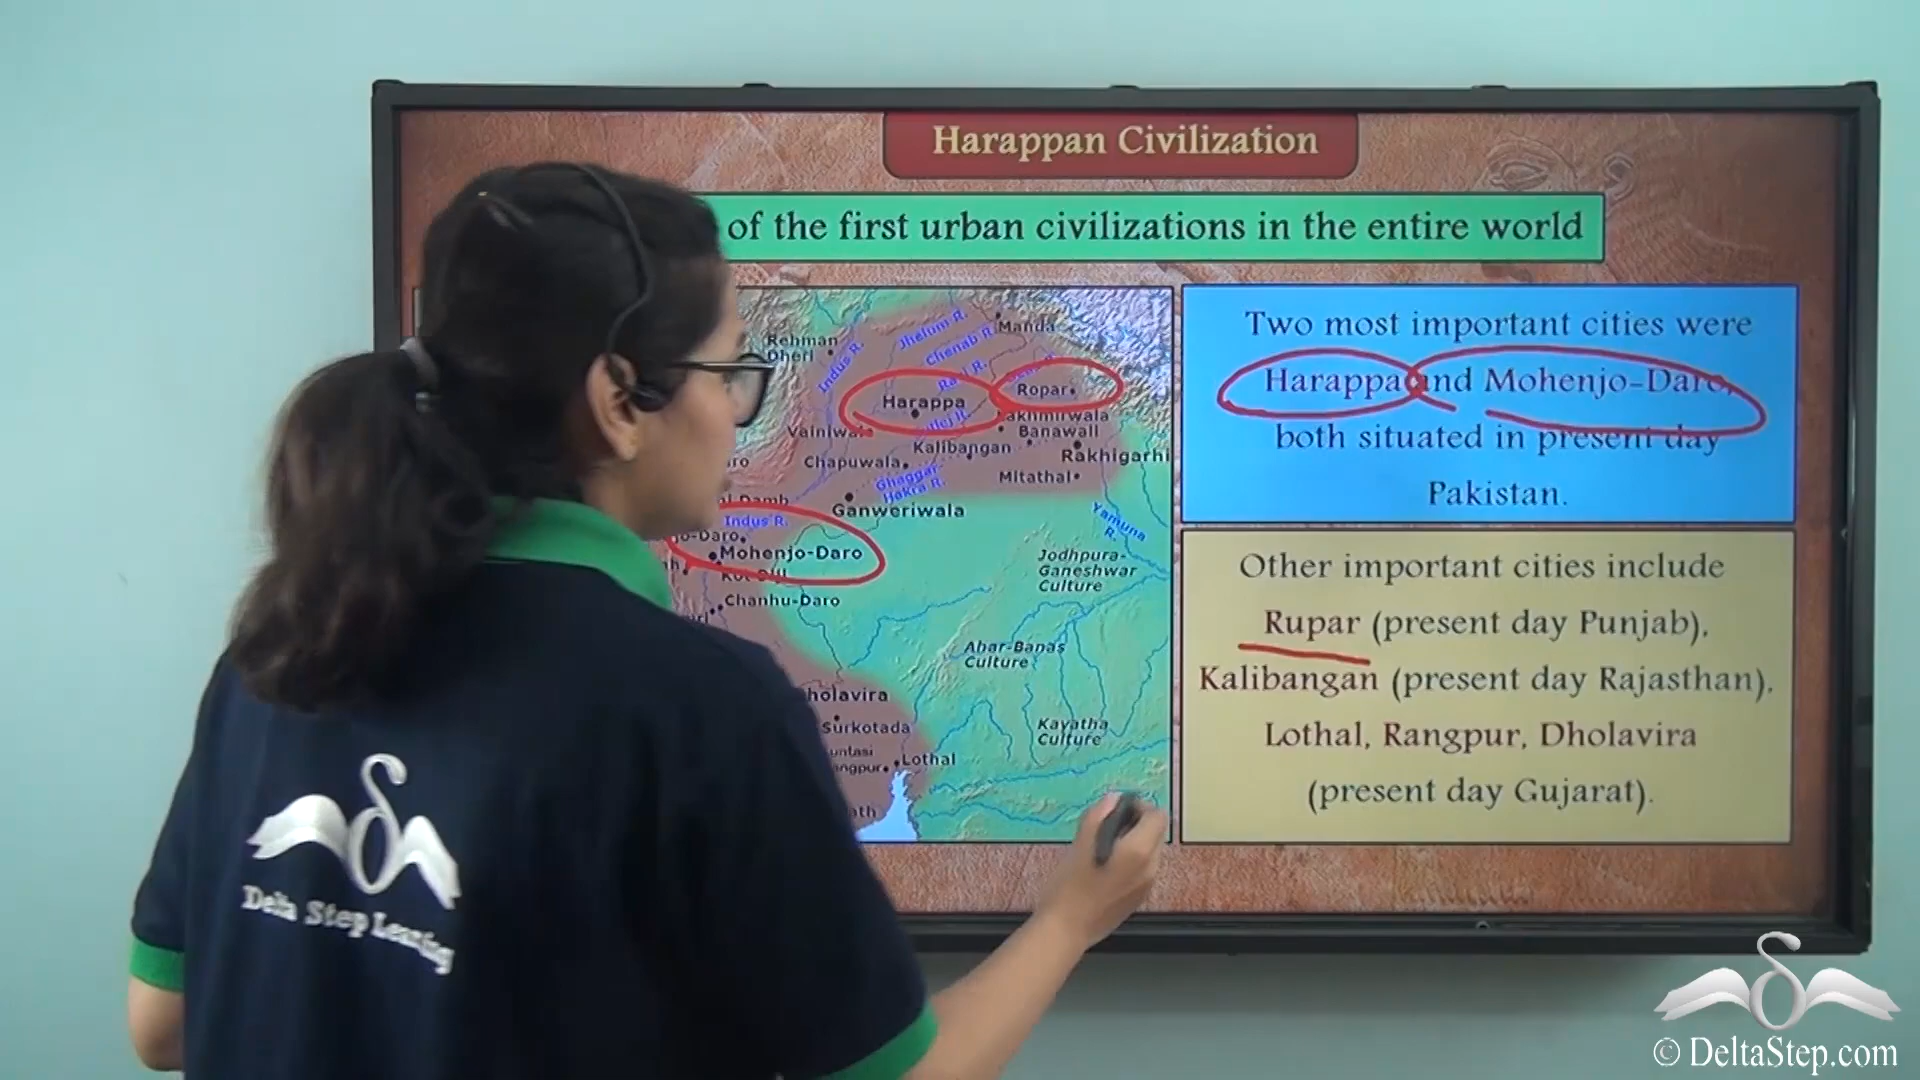 Harappan Civilization
of the first urban civilizations in the entire world
Rehman
Dheri
Indus R.
Jhelum R.
Chenab R.
Manda
Harappa
Ropar
Banawali
Vainiwala
Kalibangan
Rakhigarhi
Chapuwala
Ghaggar-
Hakra R.
Mitathal
Ganweriwala
Indus R.
Mohenjo-Daro
Chanhu-Daro
Yamuna
R.
Jodhpura-
Ganeshwar
Culture
Ahar-Banas
Culture
Surkotada
Kayatha
Culture
Lothal
Two most important cities were
Harappa and Mohenjo-Daro,
both situated in present day
Pakistan.
Other important cities include
Rupar (present day Punjab),
Kalibangan (present day Rajasthan),
Lothal, Rangpur, Dholavira
(present day Gujarat).
Delta Step Learning
© DeltaStep.com